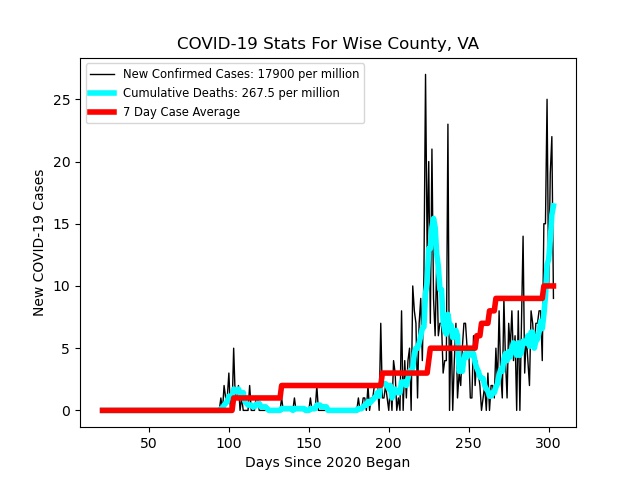 COVID-19 Stats For Wise County, VA
New Confirmed Cases: 17900 per million
Cumulative Deaths: 267.5 per million
7 Day Case Average
New COVID-19 Cases
25
20
15
10
5
0
50 100 150 200 250 300
Days Since 2020 Began